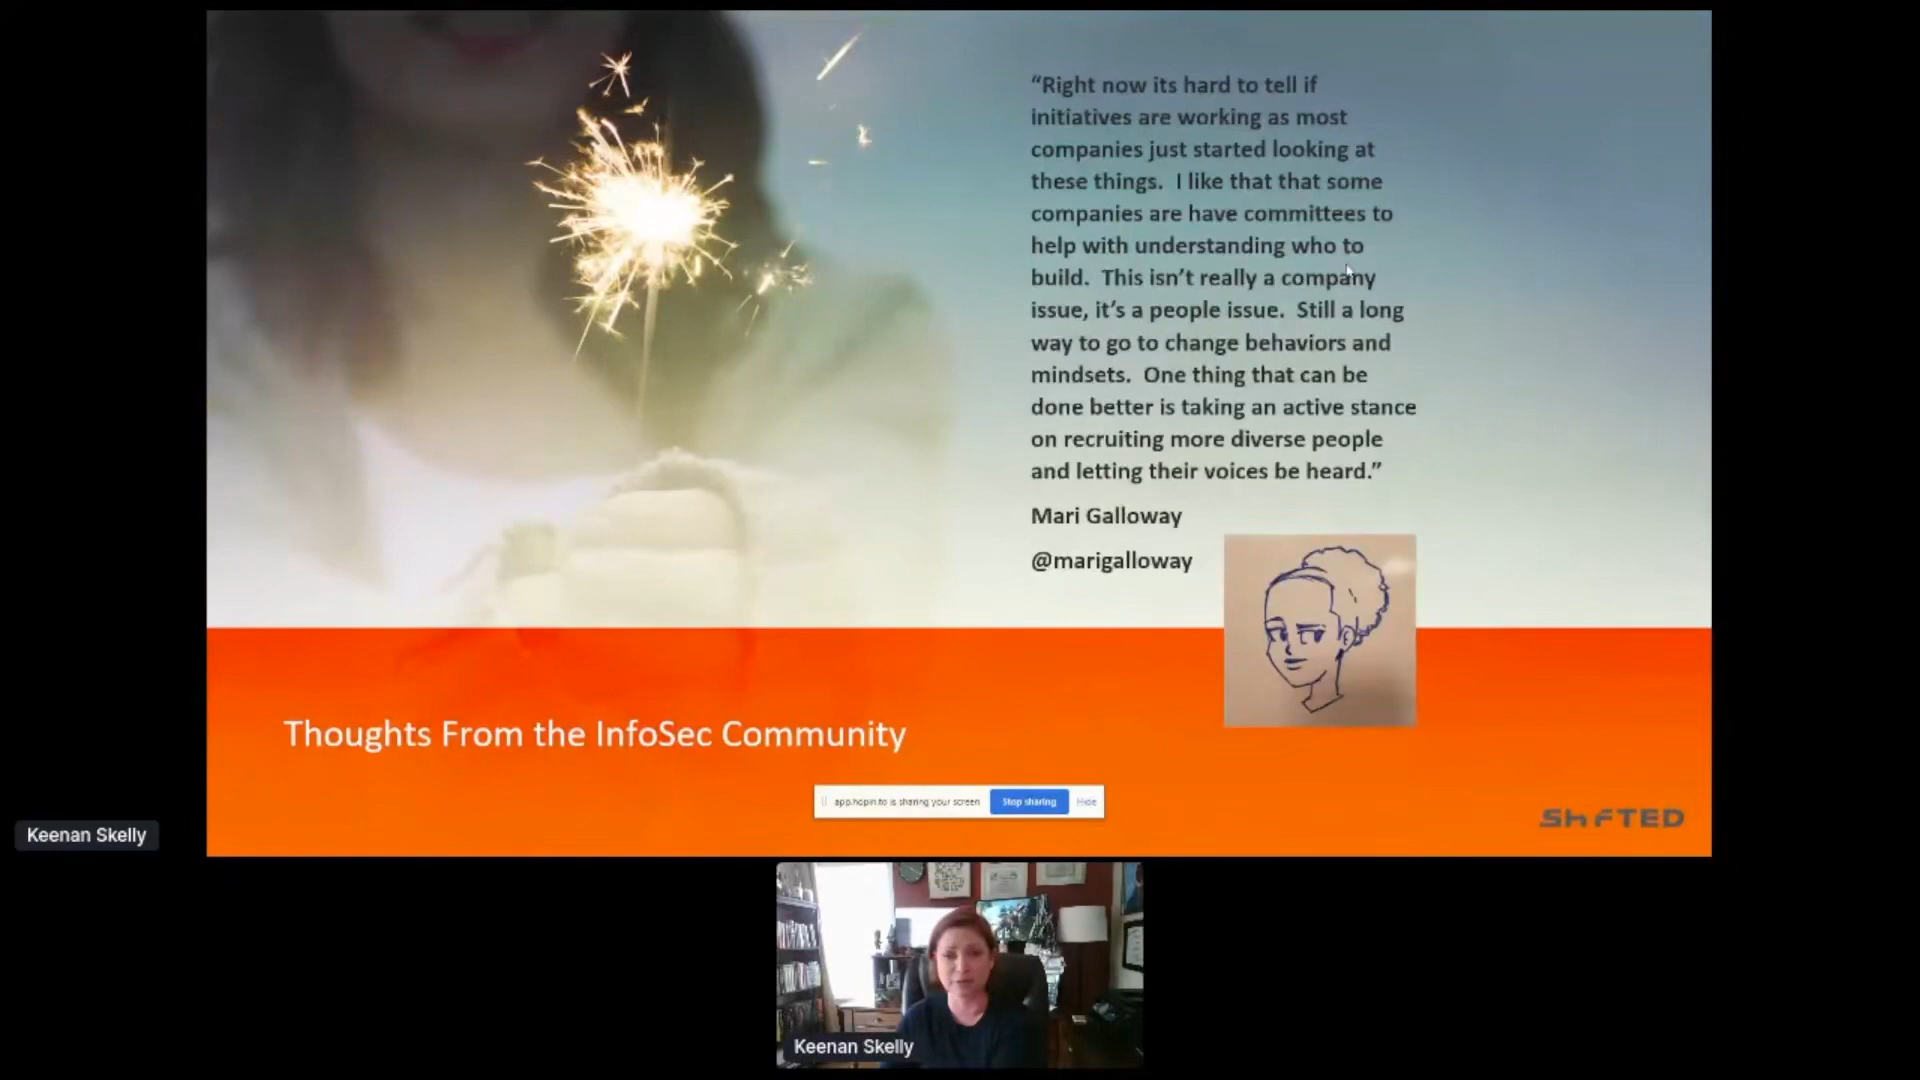 “Right now its hard to tell if
initiatives are working as most
companies just started looking at
these things.  I like that that some
companies are have committees to
help with understanding who to
build.  This isn’t really a company
issue, it’s a people issue.  Still a long
way to go to change behaviors and
mindsets.  One thing that can be
done better is taking an active stance
on recruiting more diverse people
and letting their voices be heard.”
Mari Galloway
@marigalloway
Thoughts From the InfoSec Community
app.hopin.to is sharing your screen
Stop sharing
Hide
ShfTED
Keenan Skelly
Keenan Skelly